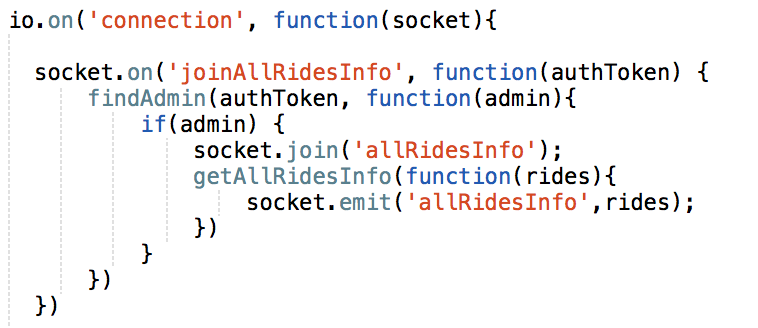 io.on('connection', function(socket){
socket.on('joinAllRidesInfo', function(authToken) {
findAdmin(authToken, function(admin){
if(admin) {
socket.join('allRidesInfo');
getAllRidesInfo(function(rides){
socket.emit('allRidesInfo',rides);
})
}
})
})